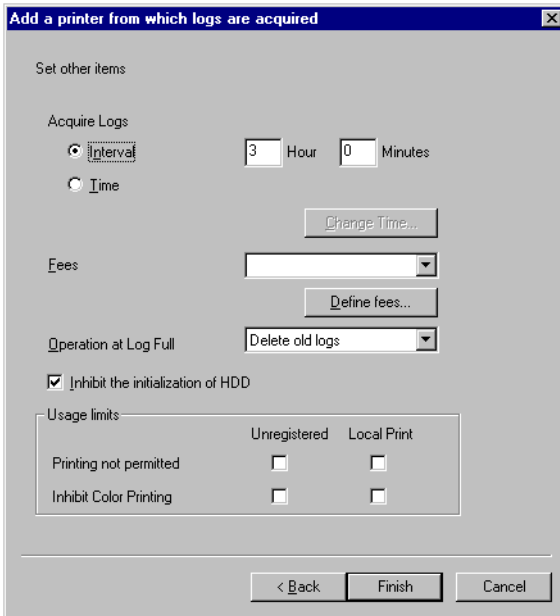 Add a printer from which logs are acquired
Set other items
Acquire Logs
Interval 3 Hour 0 Minutes
Time
Change Time...
Fees
Define fees...
Operation at Log Full Delete old logs
Inhibit the initialization of HDD
Usage limits
Unregistered Local Print
Printing not permitted
Inhibit Color Printing
< Back Finish Cancel